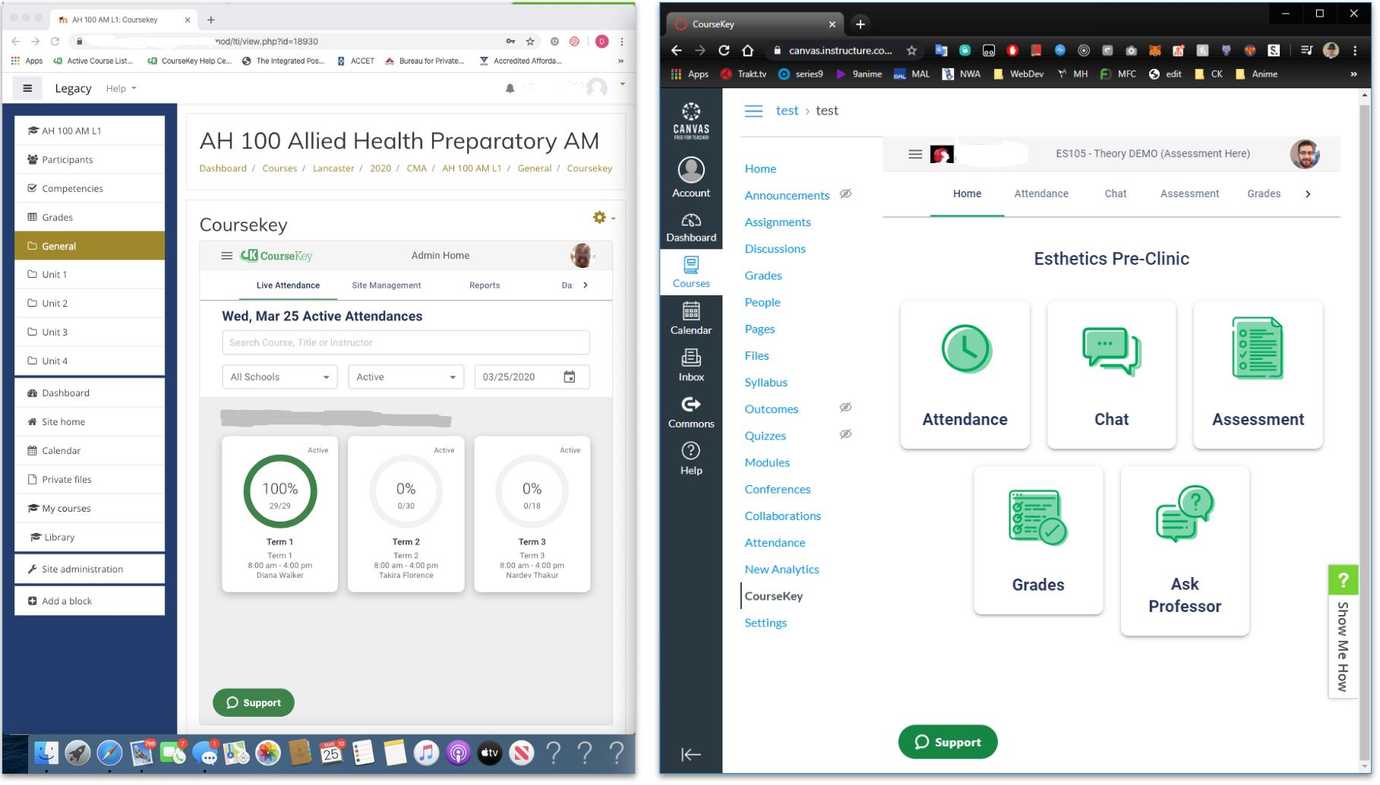 AH 100 AM L1: Coursekey
nod/lti/view.php?id=18930
Apps
Active Course List...
CourseKey Help Ce...
The Integrated Pos...
ACCET
Bureau for Private...
Accredited Afforda...
»
Legacy
Help
AH 100 AM L1
Participants
Competencies
Grades
General
Unit 1
Unit 2
Unit 3
Unit 4
Dashboard
Site home
Calendar
Private files
My courses
Library
Site administration
Add a block
AH 100 Allied Health Preparatory AM
Dashboard / Courses / Lancaster / 2020 / CMA / AH 100 AM L1 / General / Coursekey
Coursekey
CourseKey
Admin Home
Live Attendance
Site Management
Reports
Da
Wed, Mar 25 Active Attendances
Search Course, Title or Instructor
All Schools
Active
03/25/2020
Active
100%
29/29
Term 1
Term 1
8:00 am - 4:00 pm
Diana Walker
Active
0%
0/30
Term 2
Term 2
8:00 am - 4:00 pm
Takira Florence
Active
0%
0/18
Term 3
Term 3
8:00 am - 4:00 pm
Nardev Thakur
Support
25
tv
CourseKey
canvas.instructure.co...
Apps
Trakt.tv
series9
9anime
MAL
NWA
WebDev
MH
MFC
edit
CK
Anime
»
CANVAS
FREE FOR TEACHER
Account
Dashboard
Courses
Calendar
Inbox
Commons
Help
test › test
Home
Announcements
Assignments
Discussions
Grades
People
Pages
Files
Syllabus
Outcomes
Quizzes
Modules
Conferences
Collaborations
Attendance
New Analytics
CourseKey
Settings
ES105 - Theory DEMO (Assessment Here)
Home
Attendance
Chat
Assessment
Grades
Esthetics Pre-Clinic
Attendance
Chat
Assessment
Grades
Ask
Professor
?
Show Me How
Support